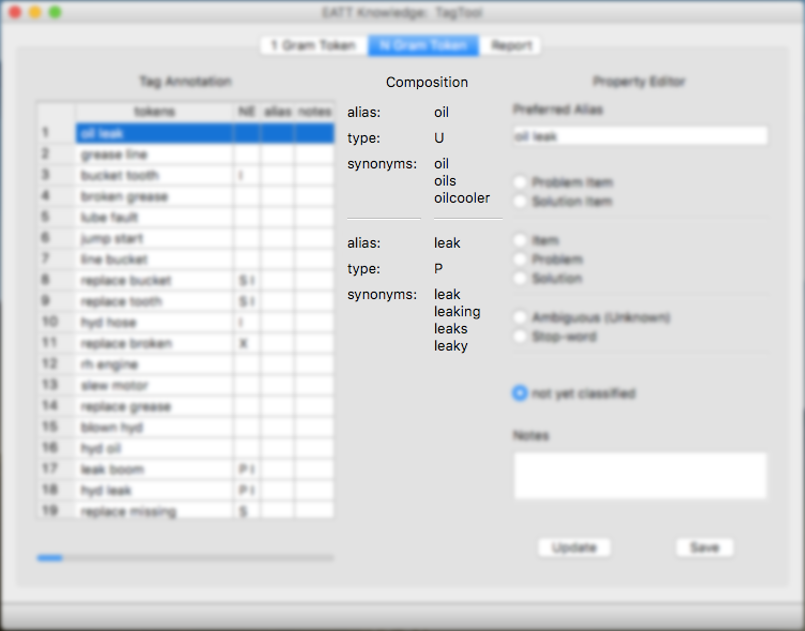 EATT Knowledge: TagTool
1 Gram Token N Gram Token Report
Tag Annotation
tokens NE alias notes
1 oil leak
2 grease line
3 bucket tooth I
4 broken grease
5 lube fault
6 jump start
7 line bucket
8 replace bucket S I
9 replace tooth S I
10 hyd hose I
11 replace broken X
12 rh engine
13 slew motor
14 replace grease
15 blown hyd
16 hyd oil
17 leak boom P I
18 hyd leak P I
19 replace missing S
Composition
alias: oil
type: U
synonyms: oil
oils
oilcooler
alias: leak
type: P
synonyms: leak
leaking
leaks
leaky
Property Editor
Preferred Alias
oil leak
Problem Item
Solution Item
Item
Problem
Solution
Ambiguous (Unknown)
Stop-word
not yet classified
Notes
Update Save